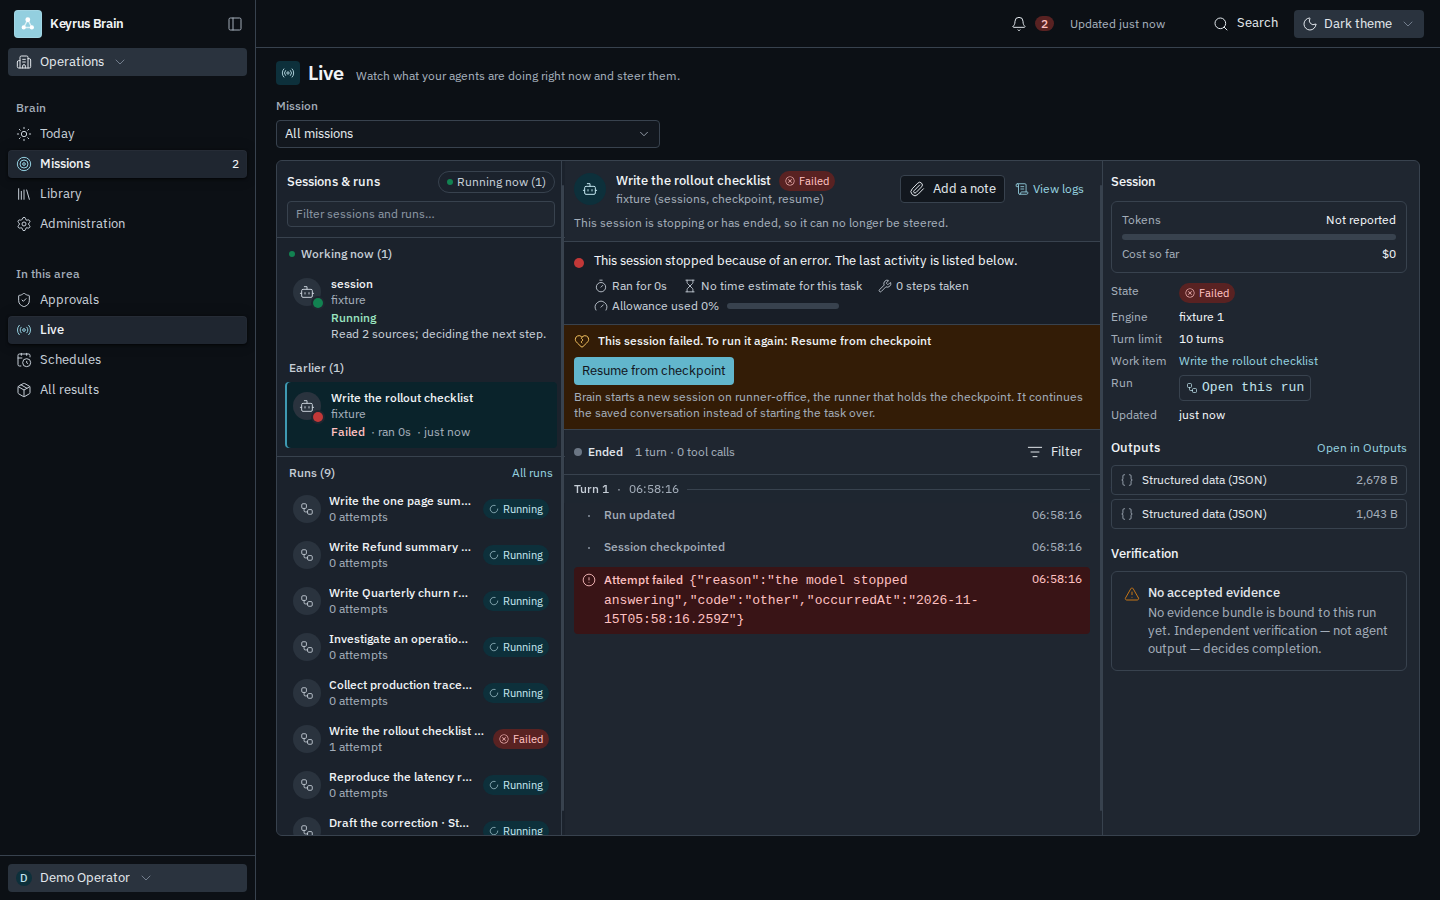 Keyrus Brain
Operations
Brain
Today
Missions 2
Library
Administration
In this area
Approvals
Live
Schedules
All results
D Demo Operator
2 Updated just now Search Dark theme
Live Watch what your agents are doing right now and steer them.
Mission
All missions
Sessions & runs Running now (1)
Filter sessions and runs...
Working now (1)
session
fixture
Running
Read 2 sources; deciding the next step.
Earlier (1)
Write the rollout checklist
fixture
Failed · ran 0s · just now
Runs (9) All runs
Write the one page sum... Running
0 attempts
Write Refund summary ... Running
0 attempts
Write Quarterly churn r... Running
0 attempts
Investigate an operatio... Running
0 attempts
Collect production trace... Running
0 attempts
Write the rollout checklist ... Failed
1 attempt
Reproduce the latency r... Running
0 attempts
Draft the correction · St... Running
Write the rollout checklist Failed
fixture (sessions, checkpoint, resume)
Add a note View logs
This session is stopping or has ended, so it can no longer be steered.
This session stopped because of an error. The last activity is listed below.
Ran for 0s No time estimate for this task 0 steps taken
Allowance used 0%
This session failed. To run it again: Resume from checkpoint
Resume from checkpoint
Brain starts a new session on runner-office, the runner that holds the checkpoint. It continues
the saved conversation instead of starting the task over.
Ended 1 turn · 0 tool calls Filter
Turn 1 · 06:58:16
· Run updated 06:58:16
· Session checkpointed 06:58:16
Attempt failed {"reason":"the model stopped 06:58:16
answering","code":"other","occurredAt":"2026-11-
15T05:58:16.259Z"}
Session
Tokens Not reported
Cost so far $0
State Failed
Engine fixture 1
Turn limit 10 turns
Work item Write the rollout checklist
Run Open this run
Updated just now
Outputs Open in Outputs
{ } Structured data (JSON) 2,678 B
{ } Structured data (JSON) 1,043 B
Verification
No accepted evidence
No evidence bundle is bound to this run
yet. Independent verification — not agent
output — decides completion.